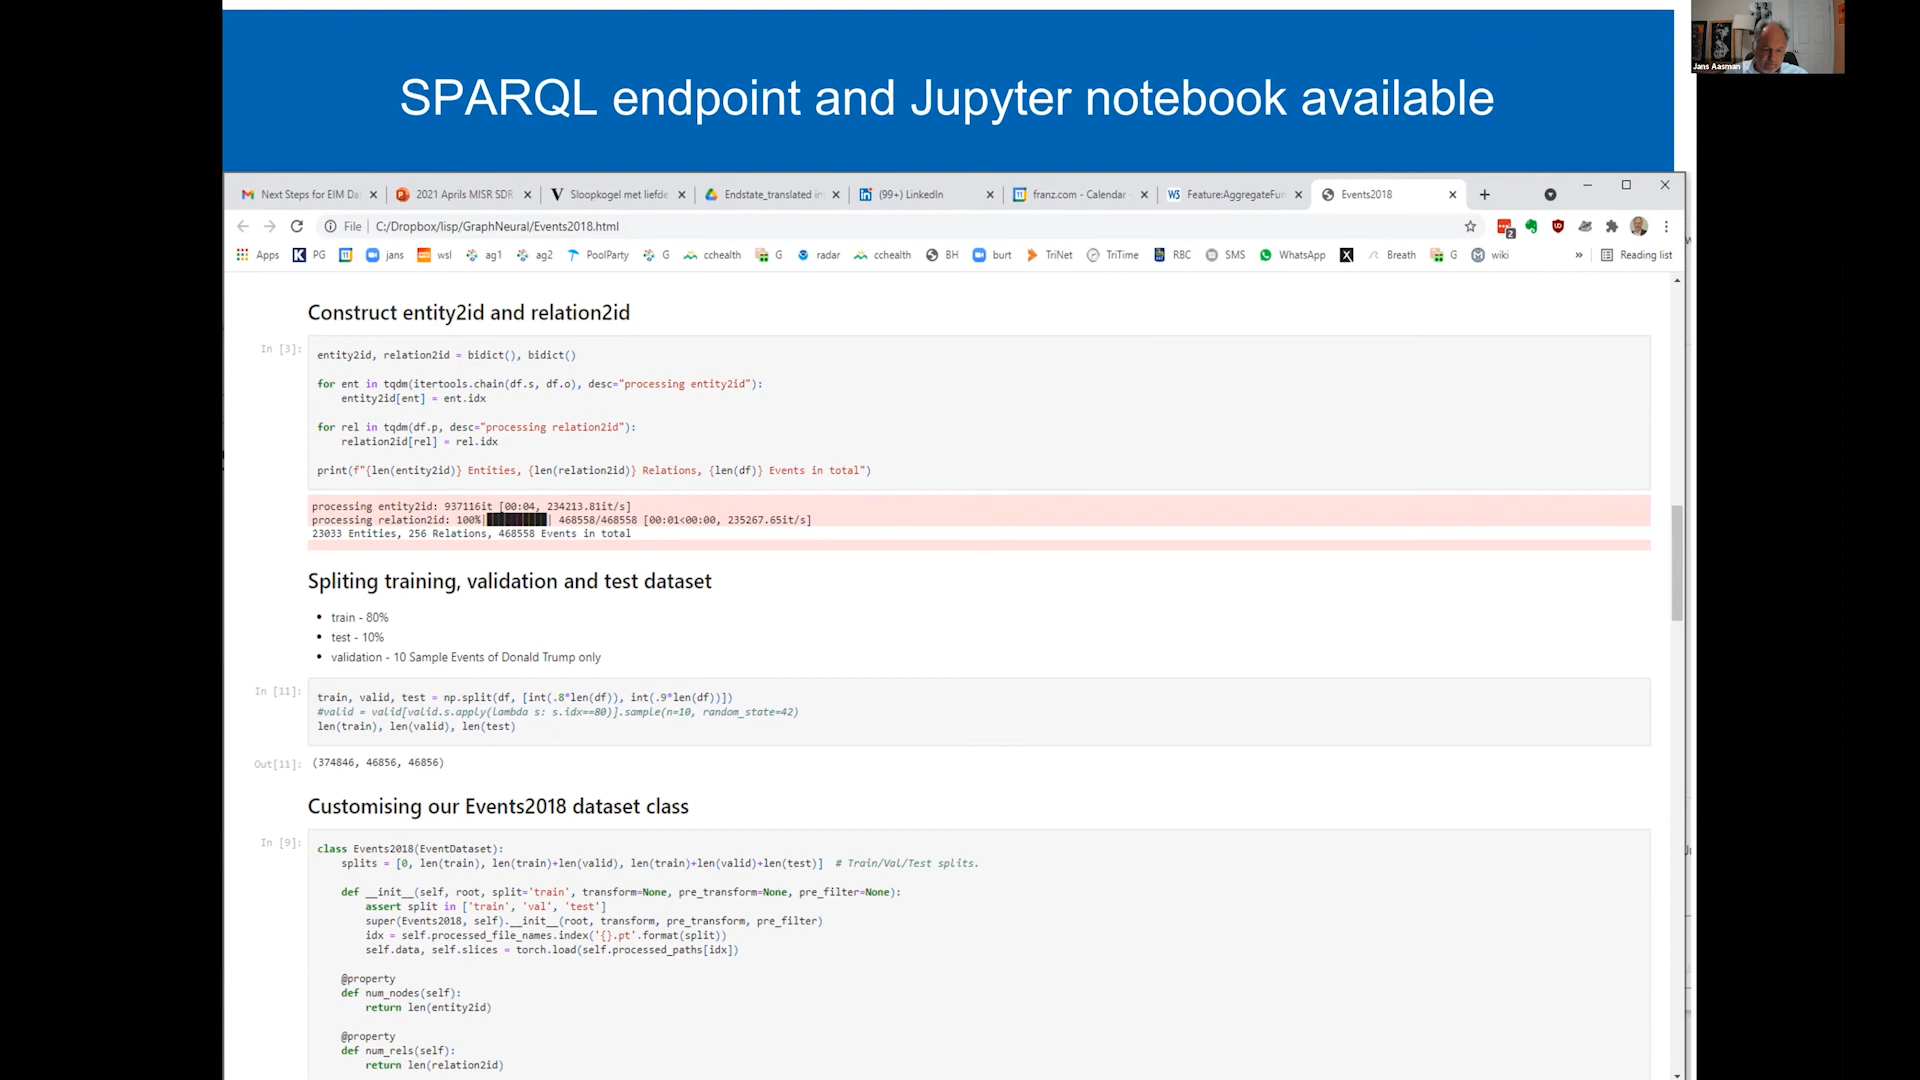 SPARQL endpoint and Jupyter notebook available
Jans Aasman
Next Steps for EIM Da
2021 Aprils MISR SDR
Sloopkogel met liefde
Endstate_translated in
(99+) LinkedIn
franz.com - Calendar -
Feature:AggregateFun
Events2018
File | C:/Dropbox/lisp/GraphNeural/Events2018.html
Apps PG jans wsl ag1 ag2 PoolParty G cchealth G radar cchealth BH burt TriNet TriTime RBC SMS WhatsApp Breath G wiki » Reading list
Construct entity2id and relation2id
In [3]:
entity2id, relation2id = bidict(), bidict()
for ent in tqdm(itertools.chain(df.s, df.o), desc="processing entity2id"):
entity2id[ent] = ent.idx
for rel in tqdm(df.p, desc="processing relation2id"):
relation2id[rel] = rel.idx
print(f"{len(entity2id)} Entities, {len(relation2id)} Relations, {len(df)} Events in total")
processing entity2id: 937116it [00:04, 234213.81it/s]
processing relation2id: 100%|██████████| 468558/468558 [00:01<00:00, 235267.65it/s]
23033 Entities, 256 Relations, 468558 Events in total
Spliting training, validation and test dataset
• train - 80%
• test - 10%
• validation - 10 Sample Events of Donald Trump only
In [11]:
train, valid, test = np.split(df, [int(.8*len(df)), int(.9*len(df))])
#valid = valid[valid.s.apply(lambda s: s.idx==80)].sample(n=10, random_state=42)
len(train), len(valid), len(test)
Out[11]: (374846, 46856, 46856)
Customising our Events2018 dataset class
In [9]:
class Events2018(EventDataset):
splits = [0, len(train), len(train)+len(valid), len(train)+len(valid)+len(test)] # Train/Val/Test splits.
def __init__(self, root, split='train', transform=None, pre_transform=None, pre_filter=None):
assert split in ['train', 'val', 'test']
super(Events2018, self).__init__(root, transform, pre_transform, pre_filter)
idx = self.processed_file_names.index('{}.pt'.format(split))
self.data, self.slices = torch.load(self.processed_paths[idx])
@property
def num_nodes(self):
return len(entity2id)
@property
def num_rels(self):
return len(relation2id)